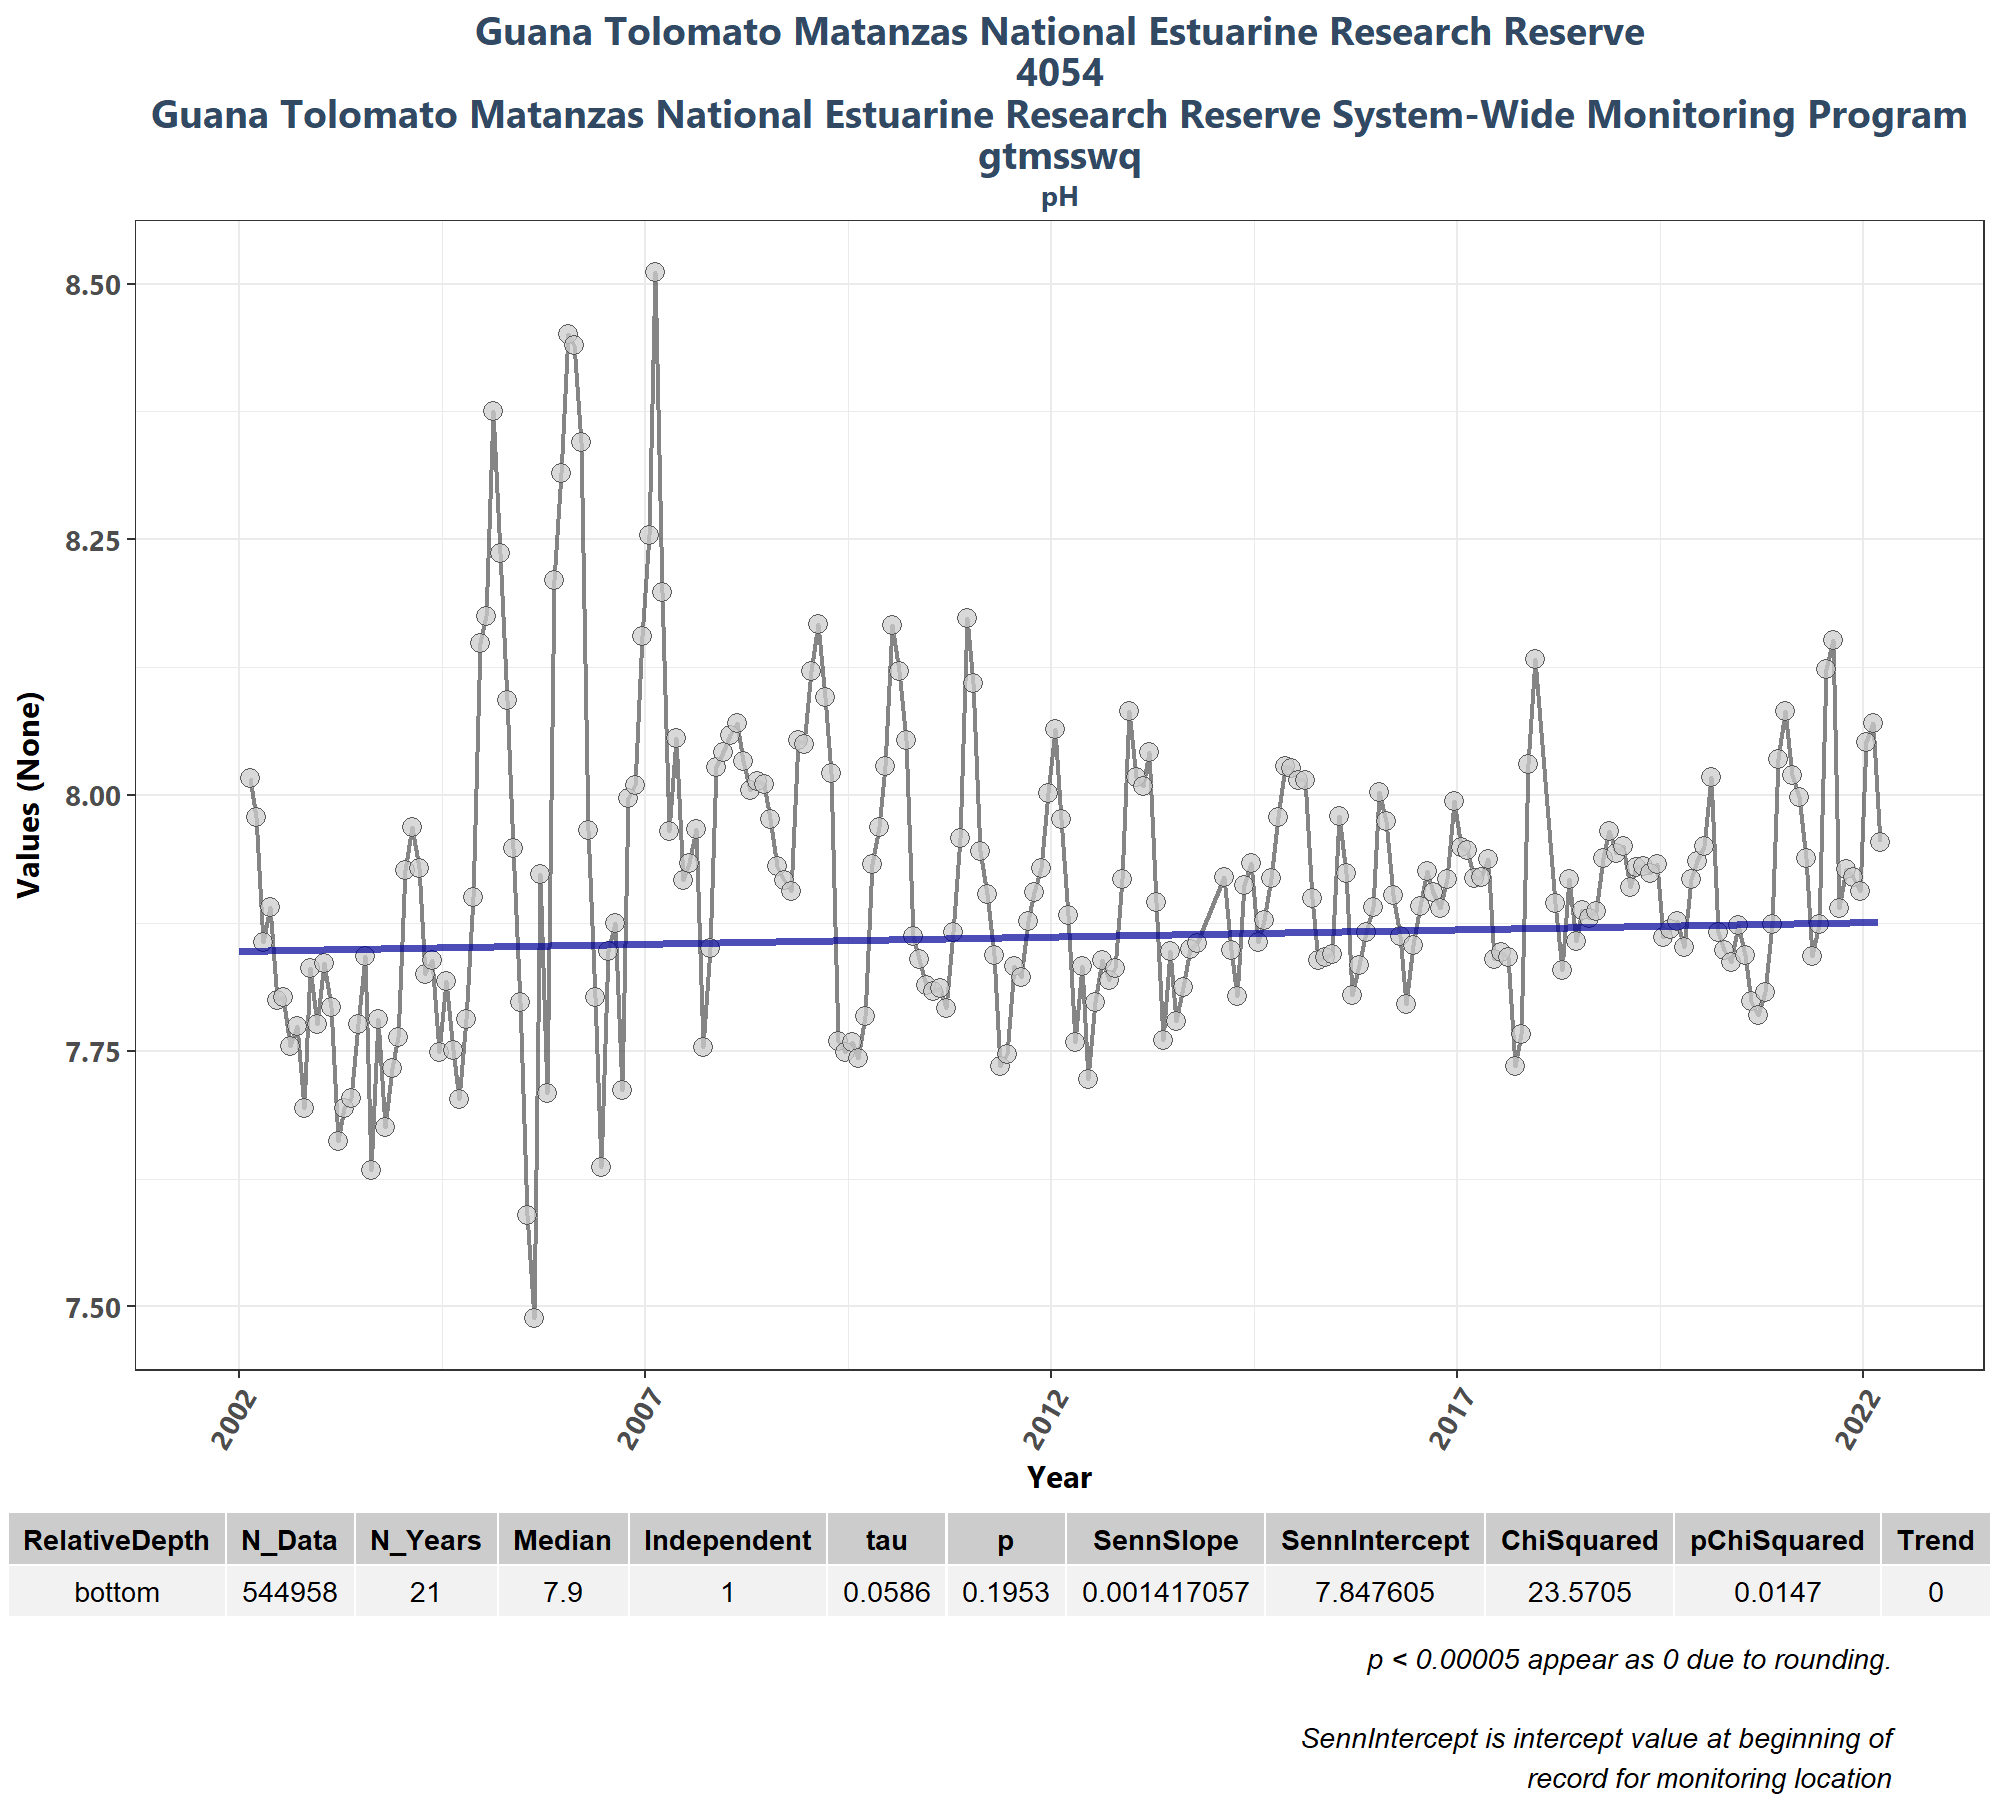 Guana Tolomato Matanzas National Estuarine Research Reserve
4054
Guana Tolomato Matanzas National Estuarine Research Reserve System-Wide Monitoring Program
gtmsswq
pH
8.50
8.25
8.00
7.75
7.50
Values (None)
2002 2007 2012 2017 2022
Year
RelativeDepth N_Data N_Years Median Independent tau p SennSlope SennIntercept ChiSquared pChiSquared Trend
bottom 544958 21 7.9 1 0.0586 0.1953 0.001417057 7.847605 23.5705 0.0147 0
p < 0.00005 appear as 0 due to rounding.
SennIntercept is intercept value at beginning of
record for monitoring location